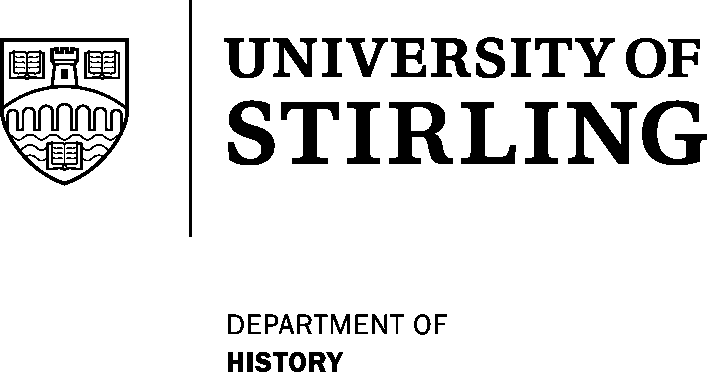 UNIVERSITY OF
STIRLING
DEPARTMENT OF
HISTORY